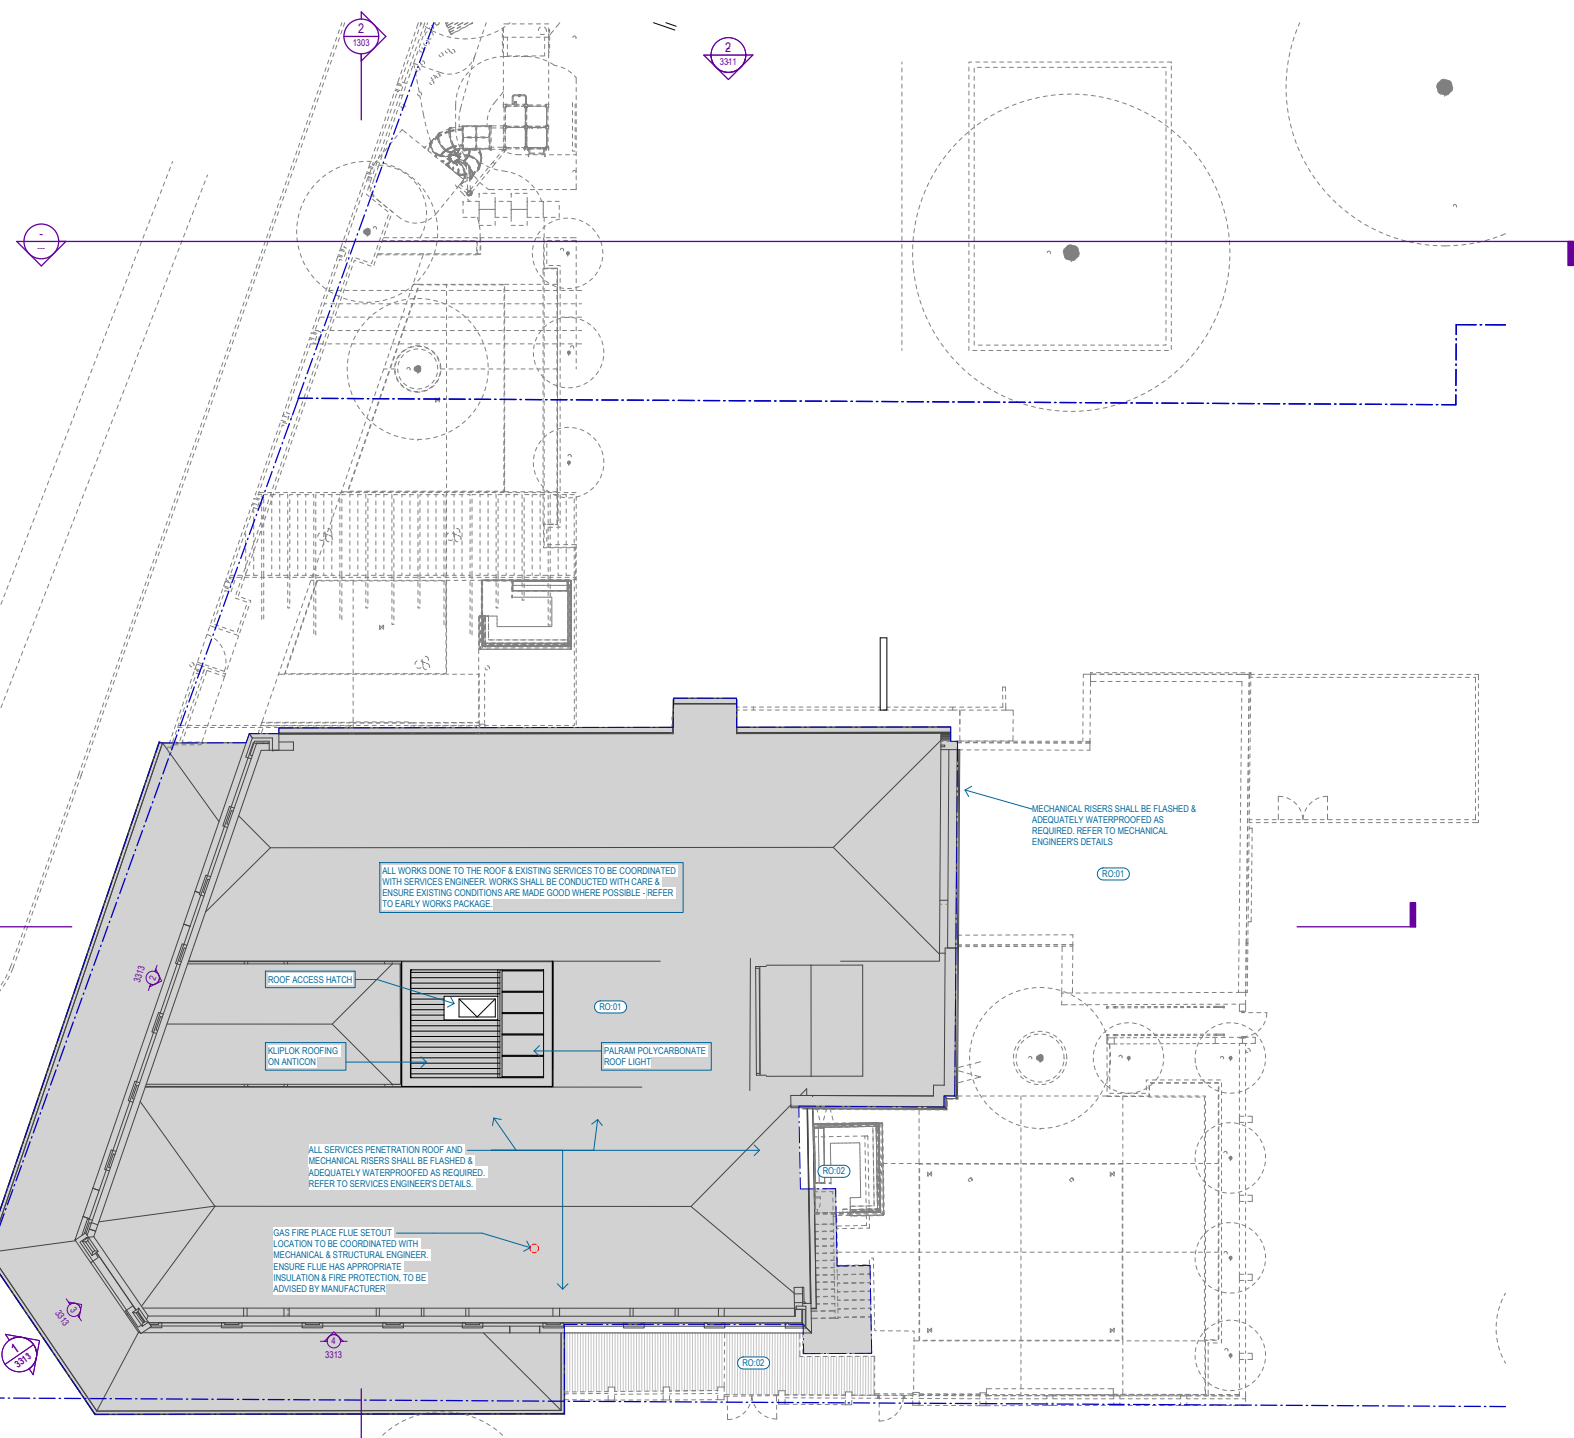 2
1303
2
3311
-
---
MECHANICAL RISERS SHALL BE FLASHED &
ADEQUATELY WATERPROOFED AS
REQUIRED. REFER TO MECHANICAL
ENGINEER'S DETAILS
RO:01
ALL WORKS DONE TO THE ROOF & EXISTING SERVICES TO BE COORDINATED
WITH SERVICES ENGINEER. WORKS SHALL BE CONDUCTED WITH CARE &
ENSURE EXISTING CONDITIONS ARE MADE GOOD WHERE POSSIBLE - REFER
TO EARLY WORKS PACKAGE.
2
3313
ROOF ACCESS HATCH
RO:01
KLIPLOK ROOFING
ON ANTICON
PALRAM POLYCARBONATE
ROOF LIGHT
ALL SERVICES PENETRATION ROOF AND
MECHANICAL RISERS SHALL BE FLASHED &
ADEQUATELY WATERPROOFED AS REQUIRED.
REFER TO SERVICES ENGINEER'S DETAILS.
RO:02
GAS FIRE PLACE FLUE SETOUT
LOCATION TO BE COORDINATED WITH
MECHANICAL & STRUCTURAL ENGINEER.
ENSURE FLUE HAS APPROPRIATE
INSULATION & FIRE PROTECTION, TO BE
ADVISED BY MANUFACTURER
3
3313
1
3313
4
3313
RO:02